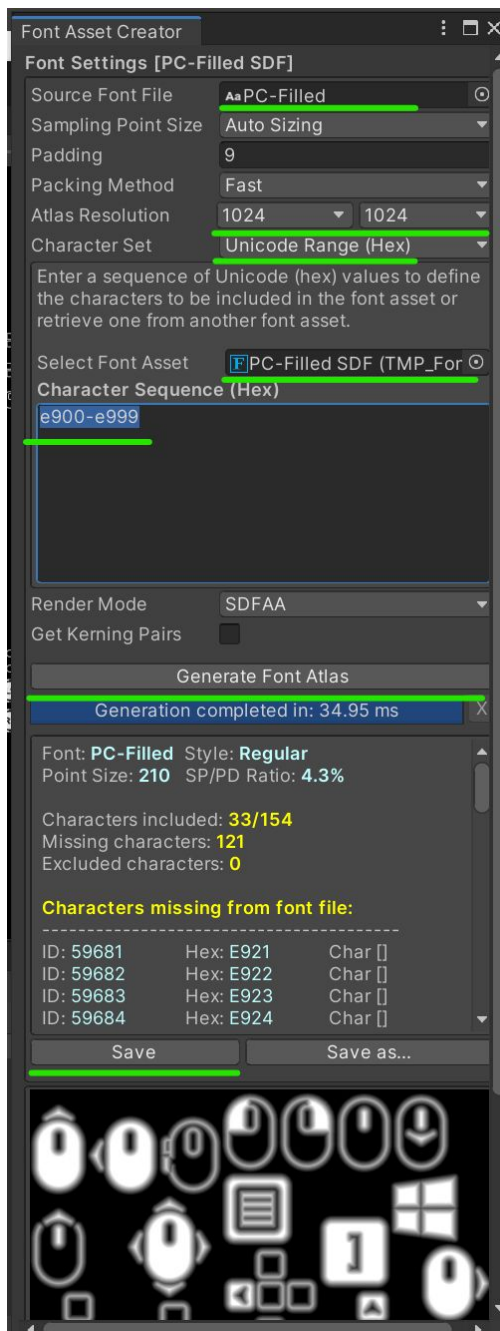 Font Asset Creator
Font Settings [PC-Filled SDF]
Source Font File AaPC-Filled
Sampling Point Size Auto Sizing
Padding 9
Packing Method Fast
Atlas Resolution 1024 1024
Character Set Unicode Range (Hex)
Enter a sequence of Unicode (hex) values to define
the characters to be included in the font asset or
retrieve one from another font asset.
Select Font Asset F PC-Filled SDF (TMP_For
Character Sequence (Hex)
e900-e999
Render Mode SDFAA
Get Kerning Pairs
Generate Font Atlas
Generation completed in: 34.95 ms X
Font: PC-Filled Style: Regular
Point Size: 210 SP/PD Ratio: 4.3%
Characters included: 33/154
Missing characters: 121
Excluded characters: 0
Characters missing from font file:
----------------------------------------
ID: 59681 Hex: E921 Char []
ID: 59682 Hex: E922 Char []
ID: 59683 Hex: E923 Char []
ID: 59684 Hex: E924 Char []
Save Save as...
]